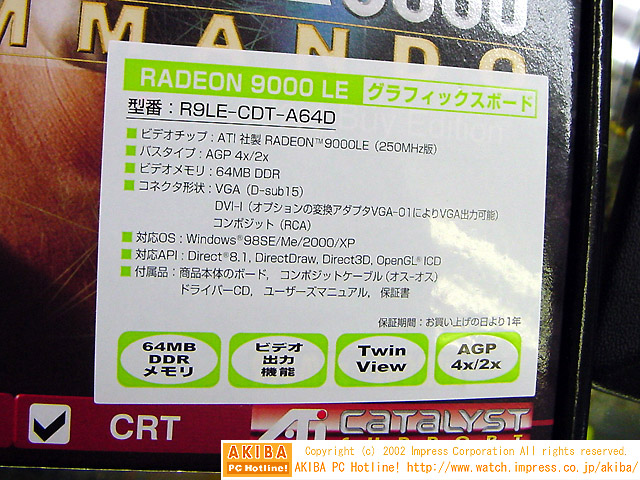 9000
MMANDO
RADEON 9000 LE グラフィックスボード
型番：R9LE-CDT-A64D
■ビデオチップ：ATI 社製 RADEON™9000LE（250MHz版）
■バスタイプ：AGP 4x/2x
■ビデオメモリ：64MB DDR
■コネクタ形状：VGA（D-sub15）
DVI-I（オプションの変換アダプタVGA-01によりVGA出力可能）
コンポジット（RCA）
■対応OS：Windows®98SE/Me/2000/XP
■対応API：Direct®8.1, DirectDraw, Direct3D, OpenGL® ICD
■付属品：商品本体のボード，コンポジットケーブル（オス-オス）
ドライバーCD，ユーザーズマニュアル，保証書
保証期間：お買い上げの日より1年
64MB
DDR
メモリ
ビデオ
出力
機能
Twin
View
AGP
4x/2x
CRT
ATI CATALYST
SUPPORT
AKIBA
PC Hotline!
Copyright (c) 2002 Impress Corporation All rights reserved.
AKIBA PC Hotline! http://www.watch.impress.co.jp/akiba/